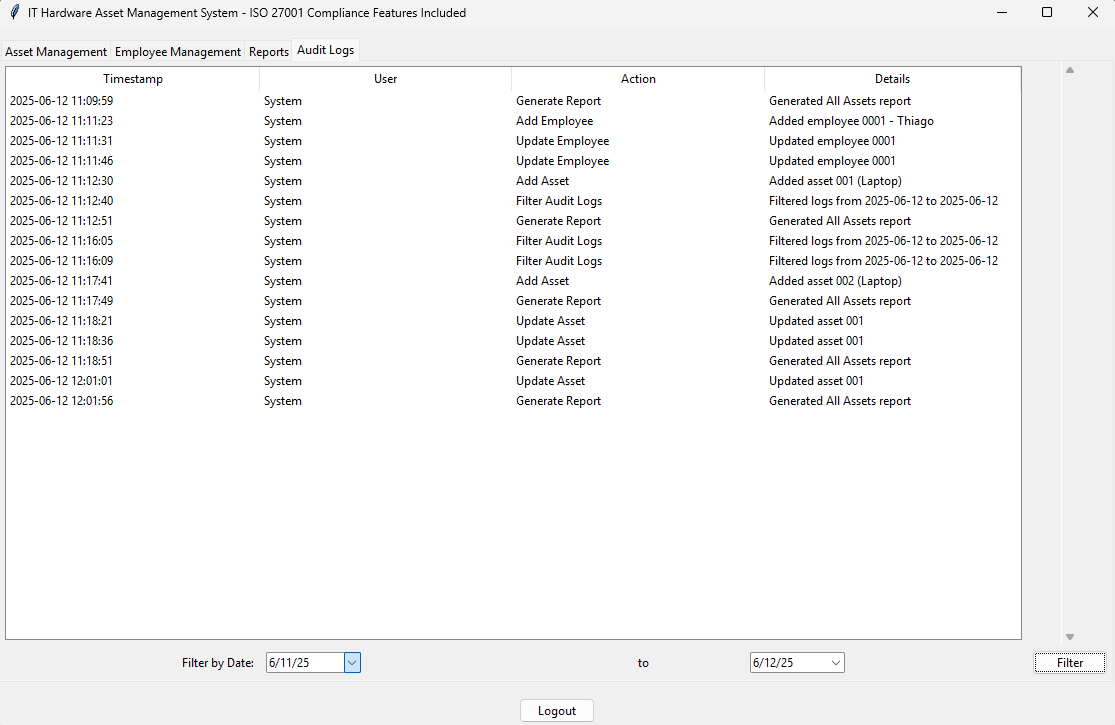 IT Hardware Asset Management System - ISO 27001 Compliance Features Included
Asset Management Employee Management Reports Audit Logs
Timestamp User Action Details
2025-06-12 11:09:59 System Generate Report Generated All Assets report
2025-06-12 11:11:23 System Add Employee Added employee 0001 - Thiago
2025-06-12 11:11:31 System Update Employee Updated employee 0001
2025-06-12 11:11:46 System Update Employee Updated employee 0001
2025-06-12 11:12:30 System Add Asset Added asset 001 (Laptop)
2025-06-12 11:12:40 System Filter Audit Logs Filtered logs from 2025-06-12 to 2025-06-12
2025-06-12 11:12:51 System Generate Report Generated All Assets report
2025-06-12 11:16:05 System Filter Audit Logs Filtered logs from 2025-06-12 to 2025-06-12
2025-06-12 11:16:09 System Filter Audit Logs Filtered logs from 2025-06-12 to 2025-06-12
2025-06-12 11:17:41 System Add Asset Added asset 002 (Laptop)
2025-06-12 11:17:49 System Generate Report Generated All Assets report
2025-06-12 11:18:21 System Update Asset Updated asset 001
2025-06-12 11:18:36 System Update Asset Updated asset 001
2025-06-12 11:18:51 System Generate Report Generated All Assets report
2025-06-12 12:01:01 System Update Asset Updated asset 001
2025-06-12 12:01:56 System Generate Report Generated All Assets report
Filter by Date: 6/11/25 to 6/12/25 Filter
Logout